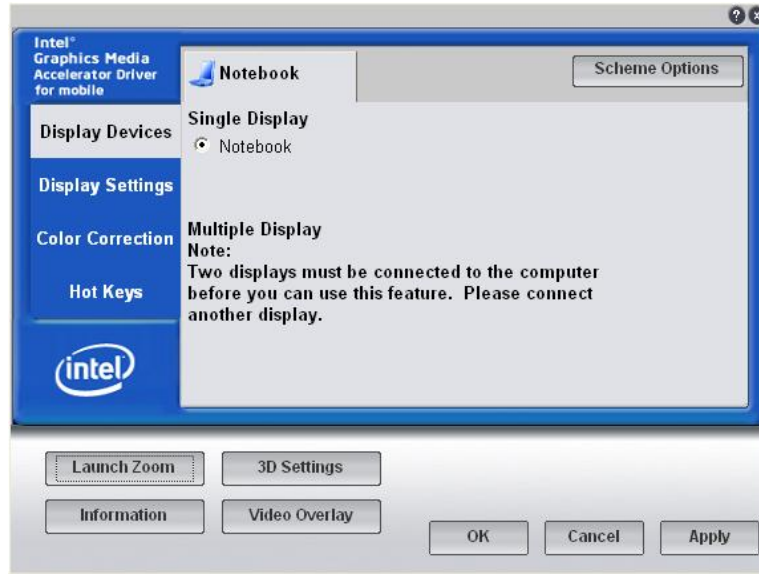 Intel®
Graphics Media
Accelerator Driver
for mobile
Notebook
Scheme Options
Display Devices
Display Settings
Color Correction
Hot Keys
intel
Single Display
Notebook
Multiple Display
Note:
Two displays must be connected to the computer
before you can use this feature. Please connect
another display.
Launch Zoom
3D Settings
Information
Video Overlay
OK
Cancel
Apply